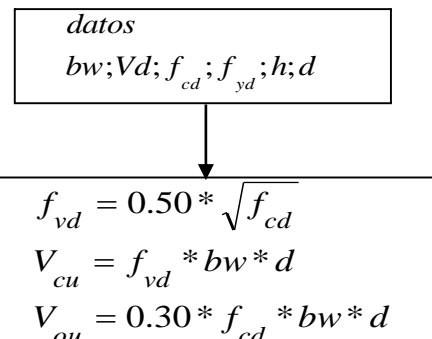 datos
bw;Vd; f_cd; f_yd; h; d
f_vd = 0.50 * √f_cd
V_cu = f_vd * bw * d
V_ou = 0.30 * f_cd * bw * d